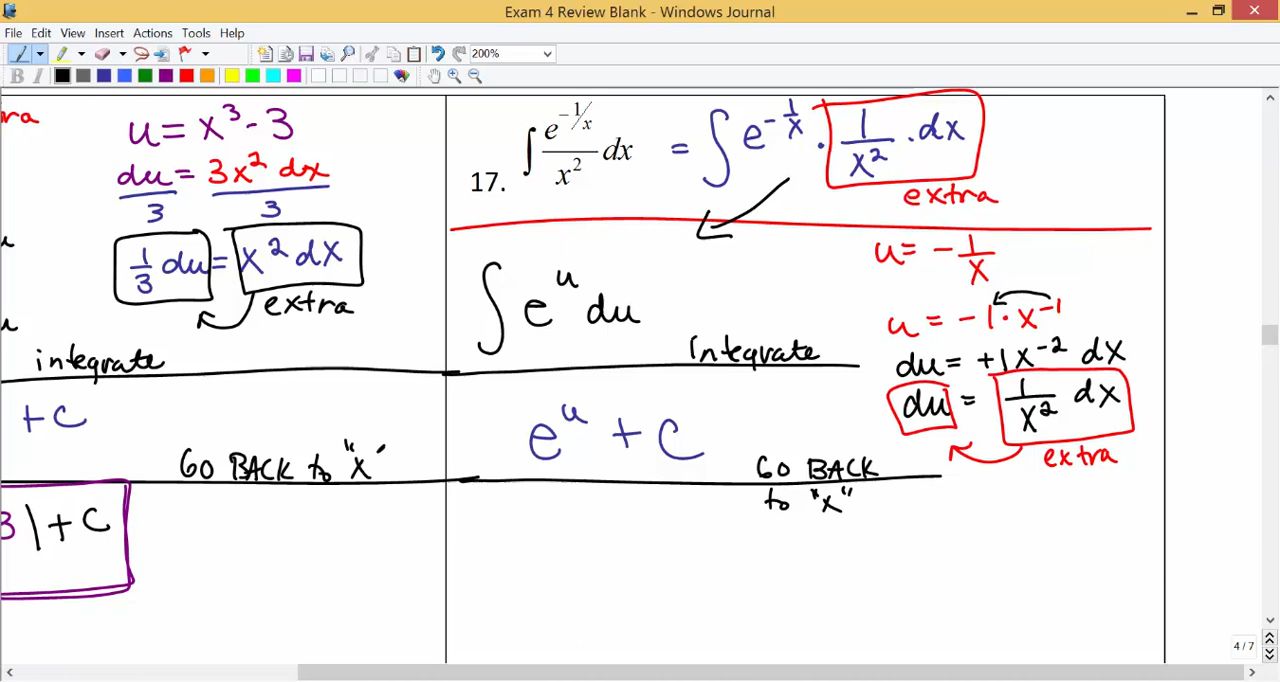 Exam 4 Review Blank - Windows Journal
File Edit View Insert Actions Tools Help
200%
B I
u = x³ - 3
du = 3x² dx
3 3
1/3 du = x² dx
extra
integrate
+ C
GO BACK to "x"
| + C
17. ∫ e^(-1/x) / x² dx = ∫ e^(-1/x) · 1/x² · dx
extra
u = - 1/x
u = -1 · x^-1
du = +1x^-2 dx
du = 1/x² dx
extra
∫ e^u du
Integrate
e^u + C
GO BACK
to "x"
4 / 7